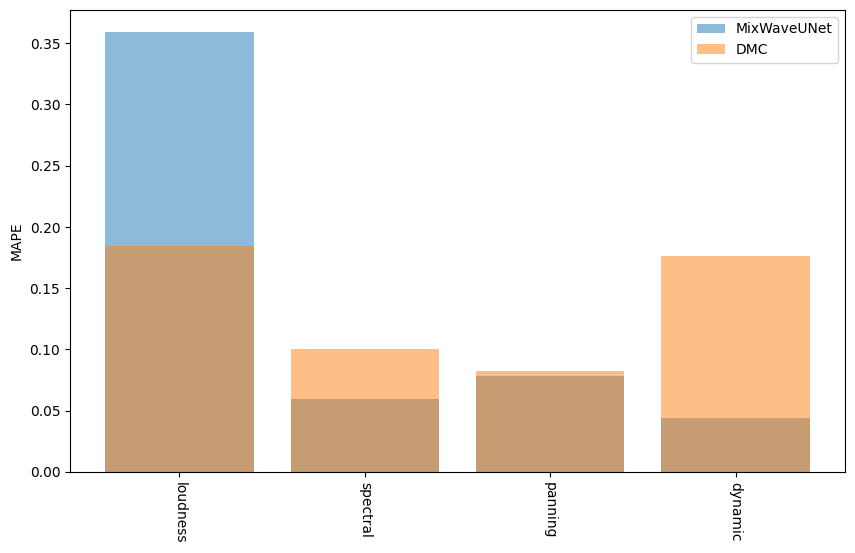 MixWaveUNet
DMC
MAPE
0.35
0.30
0.25
0.20
0.15
0.10
0.05
0.00
loudness
spectral
panning
dynamic